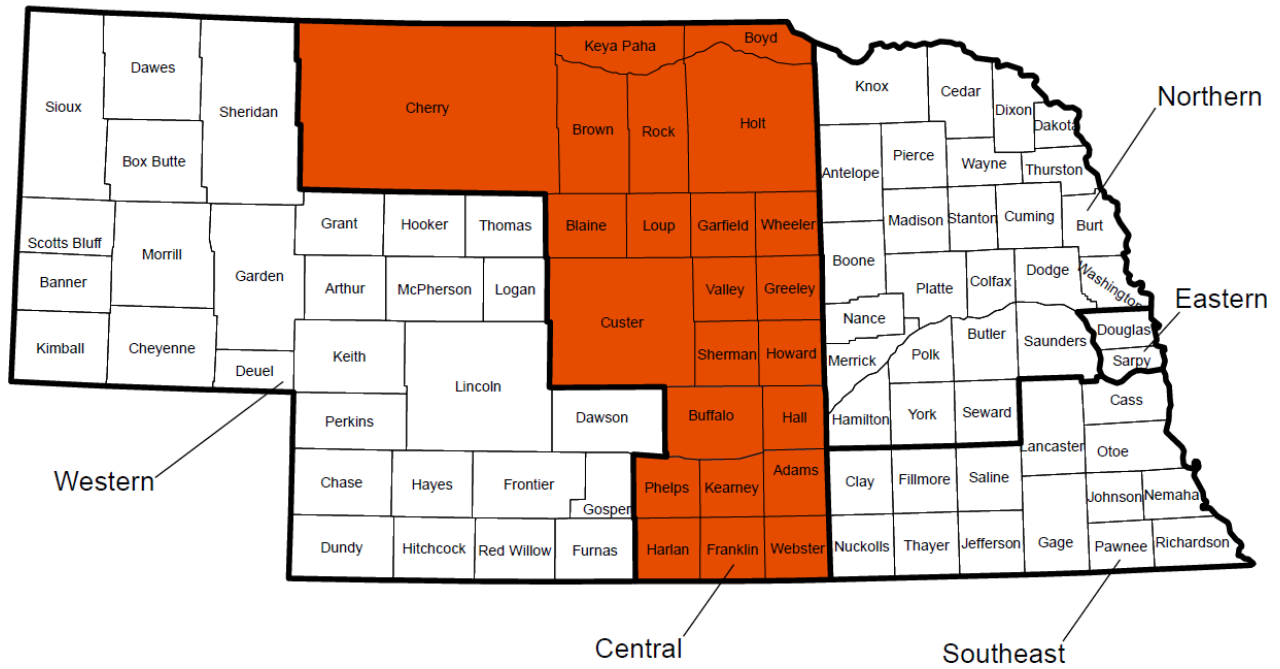 Keya Paha
Boyd
Dawes
Sioux
Sheridan
Cherry
Knox
Cedar
Dixon
Dakota
Northern
Brown
Rock
Holt
Box Butte
Pierce
Wayne
Thurston
Antelope
Grant
Hooker
Thomas
Blaine
Loup
Garfield
Wheeler
Madison
Stanton
Cuming
Burt
Scotts Bluff
Morrill
Garden
Banner
Arthur
McPherson
Logan
Valley
Greeley
Boone
Platte
Colfax
Dodge
Washington
Eastern
Custer
Nance
Douglas
Kimball
Cheyenne
Deuel
Keith
Lincoln
Sherman
Howard
Merrick
Polk
Butler
Saunders
Sarpy
Perkins
Dawson
Buffalo
Hall
Hamilton
York
Seward
Cass
Lancaster
Otoe
Western
Chase
Hayes
Frontier
Gosper
Phelps
Kearney
Adams
Clay
Fillmore
Saline
Johnson
Nemaha
Dundy
Hitchcock
Red Willow
Furnas
Harlan
Franklin
Webster
Nuckolls
Thayer
Jefferson
Gage
Pawnee
Richardson
Central
Southeast